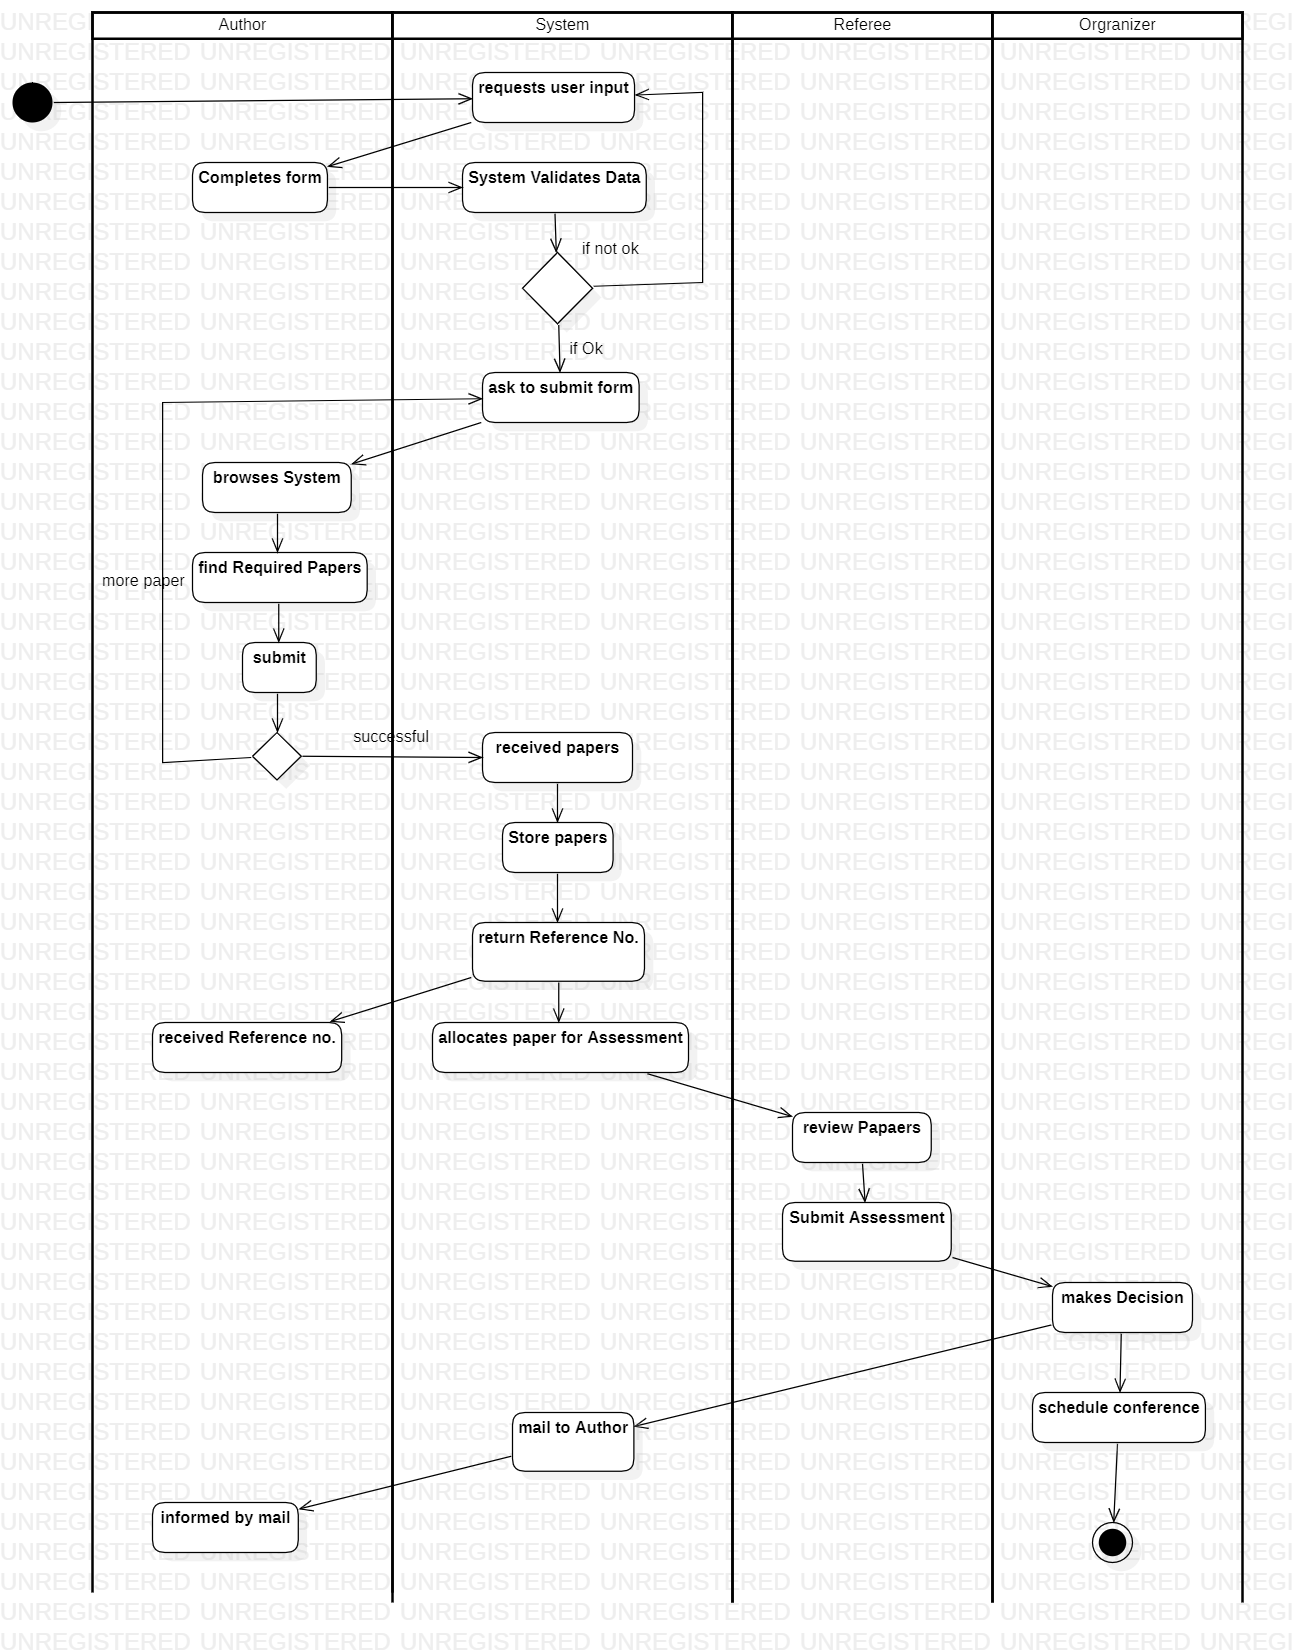 Author
System
Referee
Orgranizer
requests user input
Completes form
System Validates Data
if not ok
if Ok
ask to submit form
browses System
find Required Papers
more paper
submit
successful
received papers
Store papers
return Reference No.
received Reference no.
allocates paper for Assessment
review Papaers
Submit Assessment
makes Decision
schedule conference
mail to Author
informed by mail
UNREGISTERED